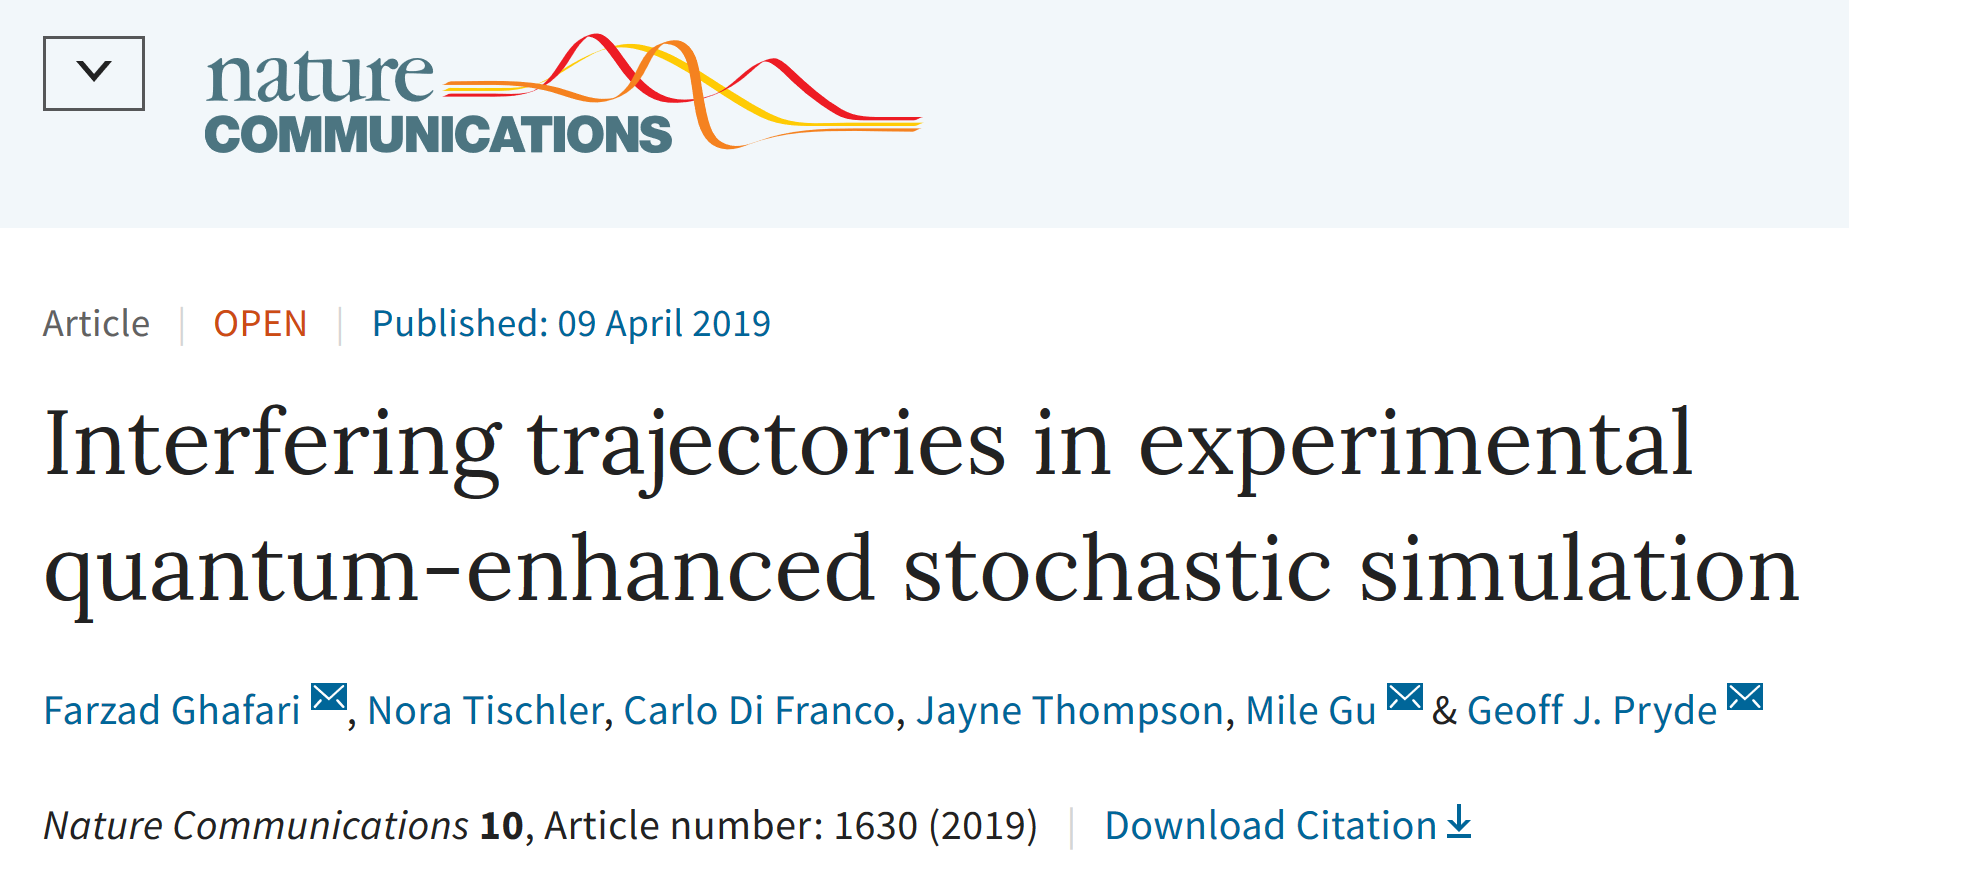 nature
COMMUNICATIONS
Article | OPEN | Published: 09 April 2019
Interfering trajectories in experimental
quantum-enhanced stochastic simulation
Farzad Ghafari, Nora Tischler, Carlo Di Franco, Jayne Thompson, Mile Gu & Geoff J. Pryde
Nature Communications 10, Article number: 1630 (2019) | Download Citation